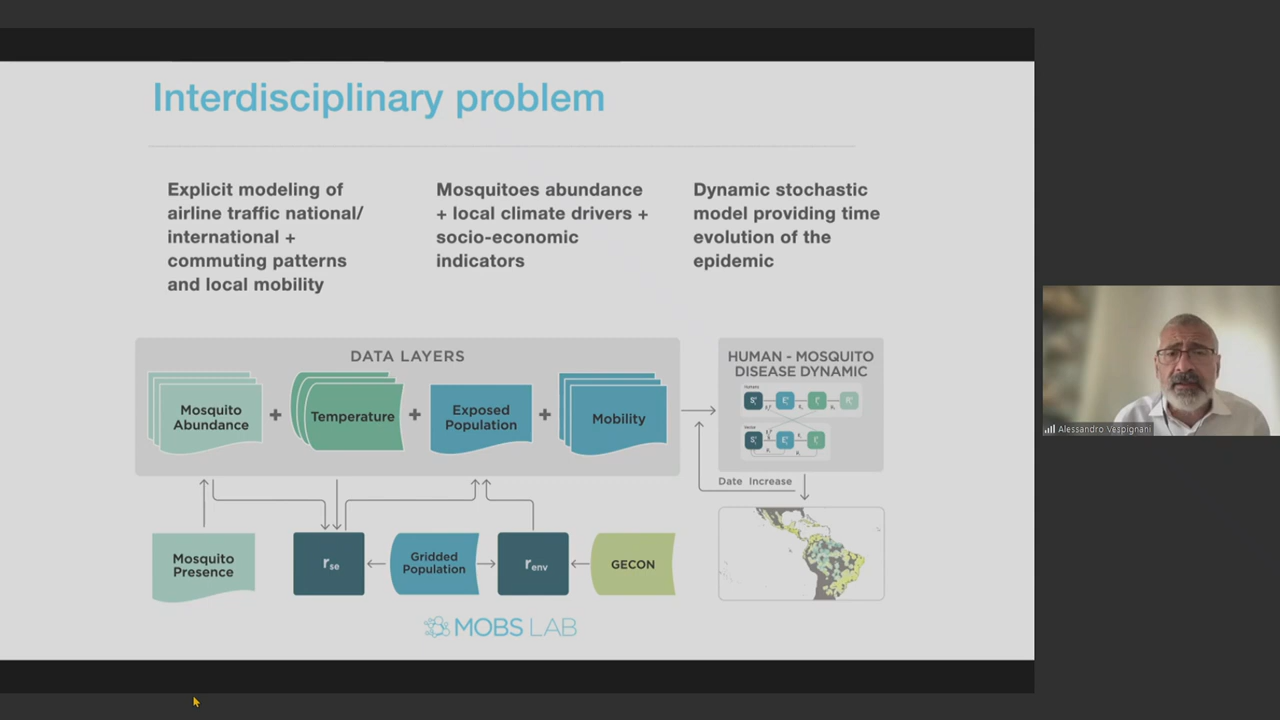 Interdisciplinary problem
Explicit modeling of
airline traffic national/
international +
commuting patterns
and local mobility
Mosquitoes abundance
+ local climate drivers +
socio-economic
indicators
Dynamic stochastic
model providing time
evolution of the
epidemic
DATA LAYERS
Mosquito
Abundance
+
Temperature
+
Exposed
Population
+
Mobility
HUMAN - MOSQUITO
DISEASE DYNAMIC
Date Increase
Mosquito
Presence
rse
Gridded
Population
renv
GECON
MOBS LAB
Alessandro Vespignani